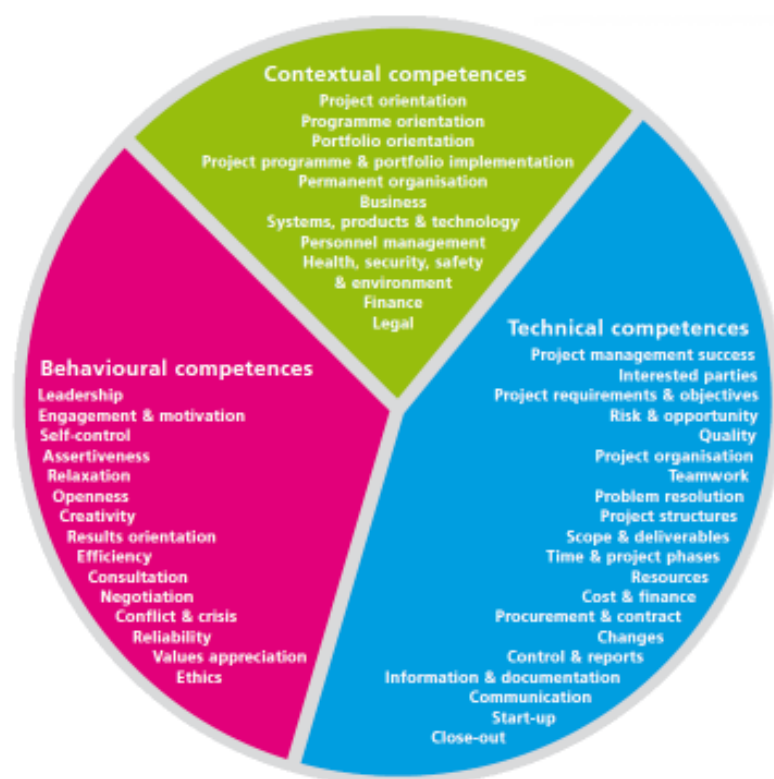 Contextual competences
Project orientation
Programme orientation
Portfolio orientation
Project programme & portfolio implementation
Permanent organisation
Business
Systems, products & technology
Personnel management
Health, security, safety
& environment
Finance
Legal
Behavioural competences
Leadership
Engagement & motivation
Self-control
Assertiveness
Relaxation
Openness
Creativity
Results orientation
Efficiency
Consultation
Negotiation
Conflict & crisis
Reliability
Values appreciation
Ethics
Technical competences
Project management success
Interested parties
Project requirements & objectives
Risk & opportunity
Quality
Project organisation
Teamwork
Problem resolution
Project structures
Scope & deliverables
Time & project phases
Resources
Cost & finance
Procurement & contract
Changes
Control & reports
Information & documentation
Communication
Start-up
Close-out